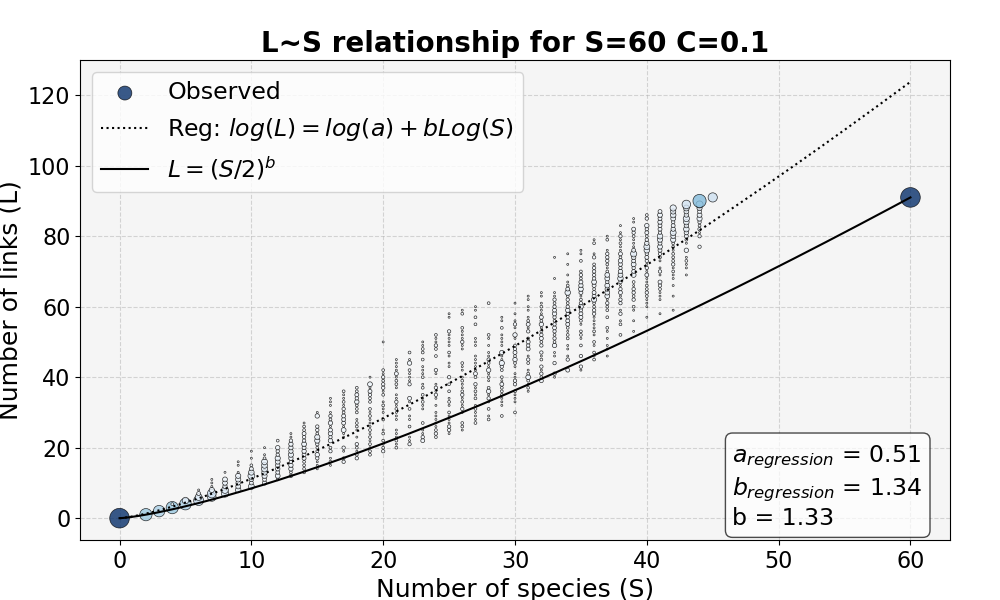 L~S relationship for S=60 C=0.1
Observed
Reg: log(L) = log(a) + bLog(S)
L = (S/2)^b
Number of links (L)
120
100
80
60
40
20
0
0 10 20 30 40 50 60
Number of species (S)
a_regression = 0.51
b_regression = 1.34
b = 1.33